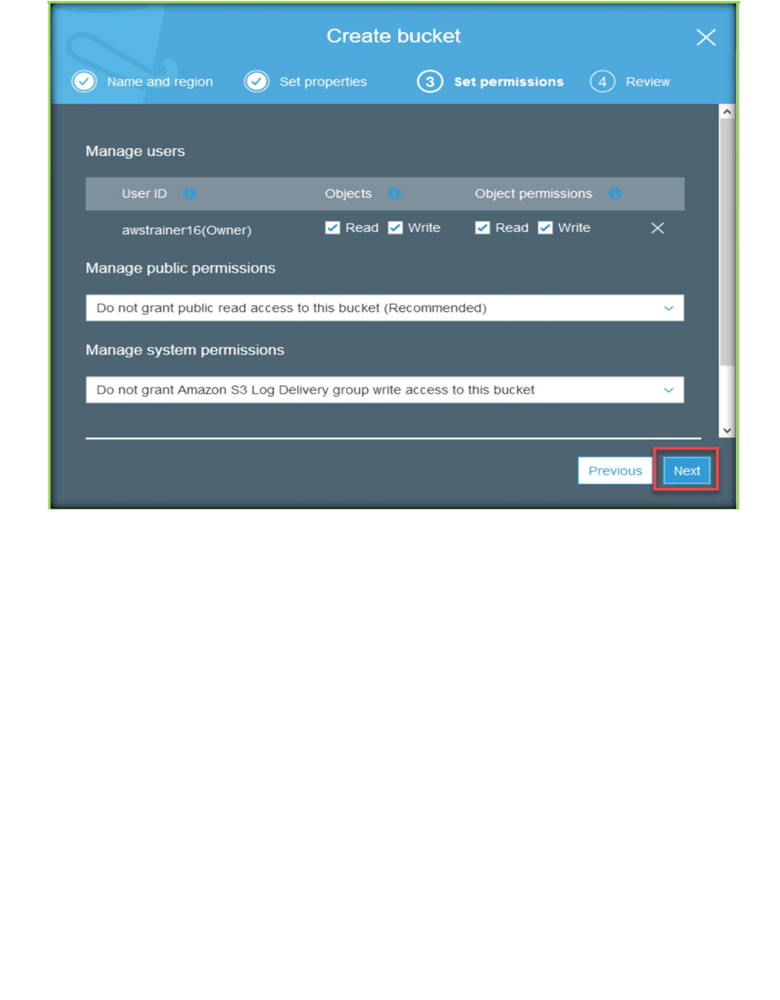 Create bucket
Name and region Set properties 3 Set permissions 4 Review
Manage users
User ID Objects Object permissions
awstrainer16(Owner) Read Write Read Write
Manage public permissions
Do not grant public read access to this bucket (Recommended)
Manage system permissions
Do not grant Amazon S3 Log Delivery group write access to this bucket
Previous Next